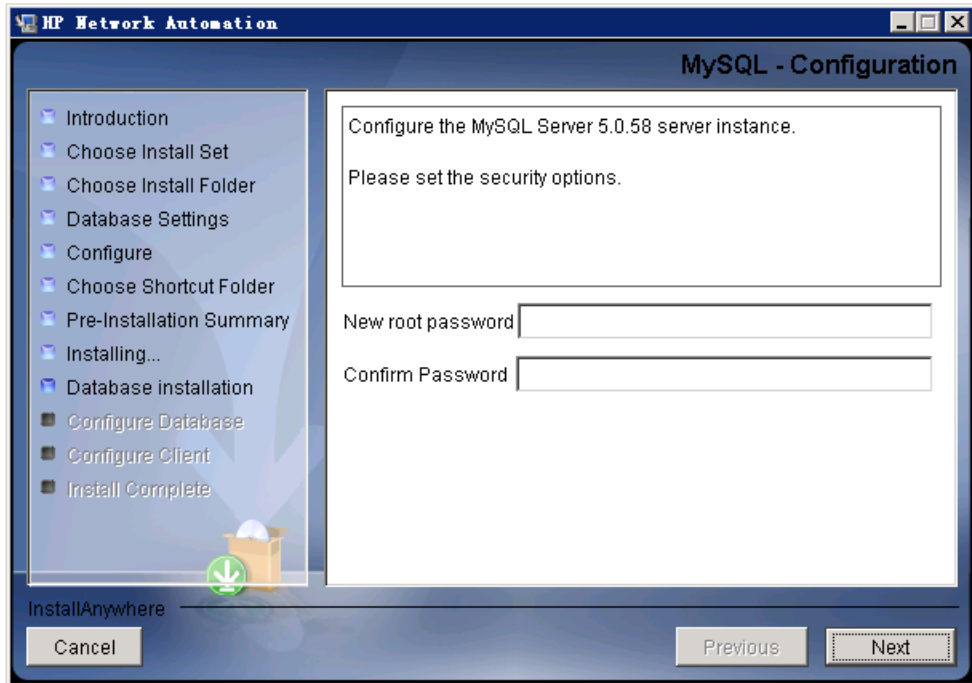 HP Network Automation
MySQL - Configuration
Introduction
Choose Install Set
Choose Install Folder
Database Settings
Configure
Choose Shortcut Folder
Pre-Installation Summary
Installing...
Database installation
Configure Database
Configure Client
Install Complete
Configure the MySQL Server 5.0.58 server instance.
Please set the security options.
New root password
Confirm Password
InstallAnywhere
Cancel
Previous
Next